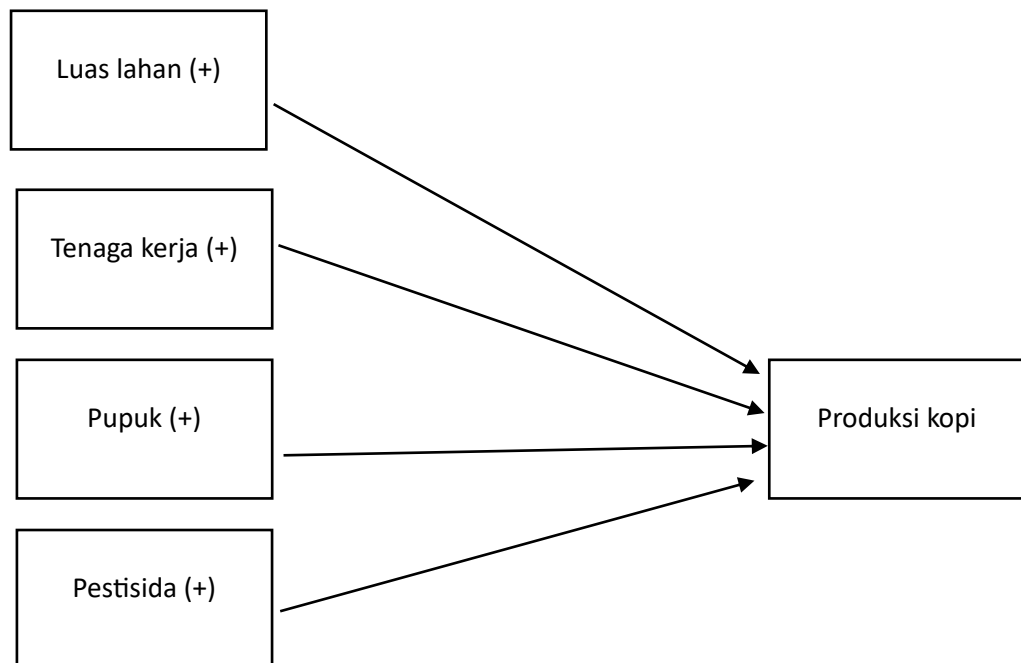 Luas lahan (+)
Tenaga kerja (+)
Pupuk (+)
Produksi kopi
Pestisida (+)